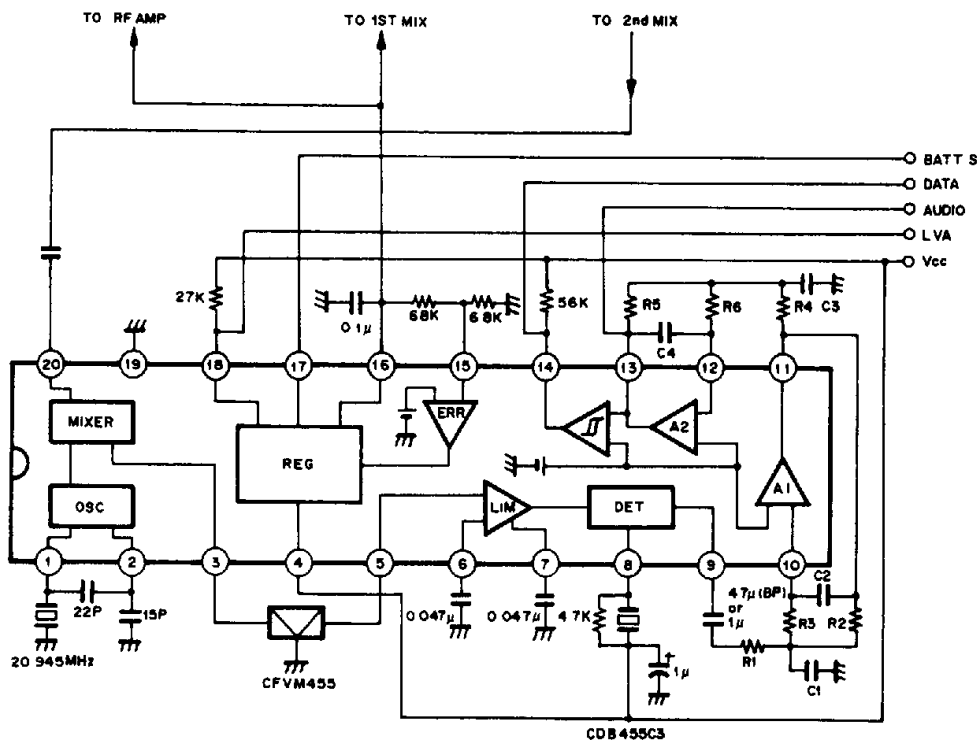 TO RF AMP
TO 1ST MIX
TO 2nd MIX
BATT S
DATA
AUDIO
LVA
Vcc
27K
0 1μ
68K
68K
56K
R5
C4
R6
R4
C3
20
19
18
17
16
15
14
13
12
11
MIXER
OSC
REG
ERR
A2
A1
LIM
DET
1
2
3
4
5
6
7
8
9
10
22P
15P
20 945MHz
CFVM455
0 047μ
0 047μ
4 7K
1μ
CDB455C3
4 7μ(BP)
or
1μ
R1
R3
C2
R2
C1